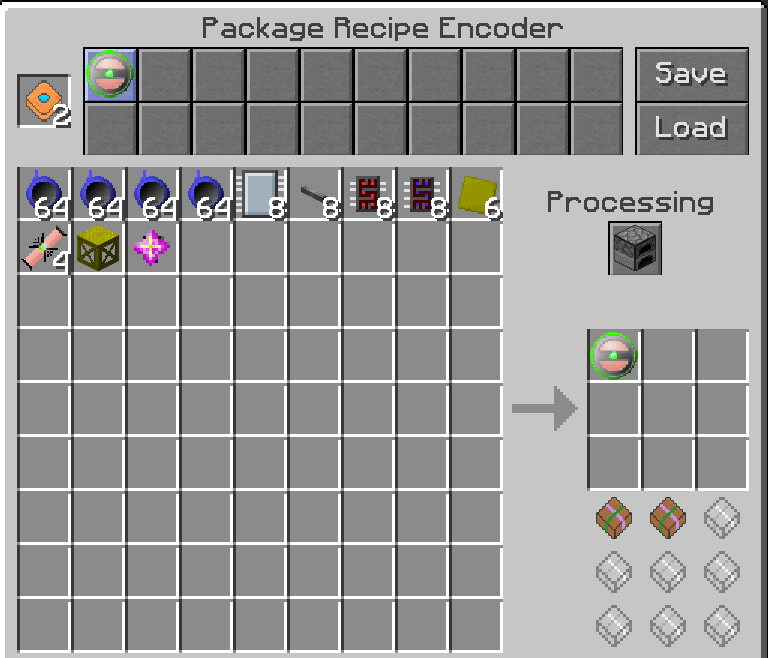 Package Recipe Encoder
Save
2
Load
64 64 64 64 8 8 8 8 6
Processing
4